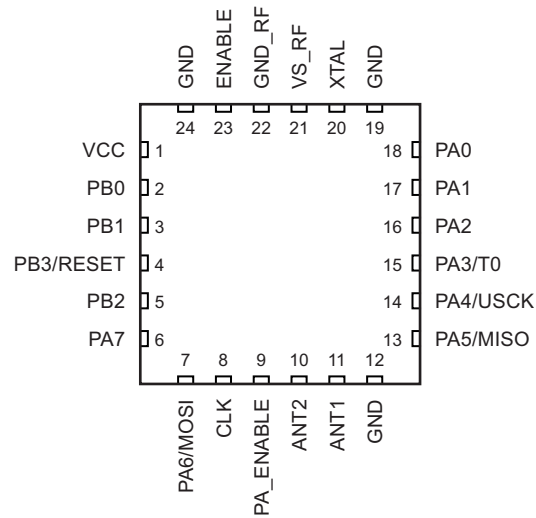 GND
ENABLE
GND_RF
VS_RF
XTAL
GND
24 23 22 21 20 19
VCC 1 18 PA0
PB0 2 17 PA1
PB1 3 16 PA2
PB3/RESET 4 15 PA3/T0
PB2 5 14 PA4/USCK
PA7 6 13 PA5/MISO
7 8 9 10 11 12
PA6/MOSI
CLK
PA_ENABLE
ANT2
ANT1
GND